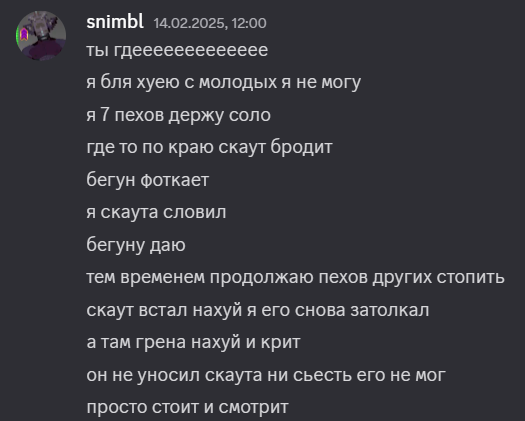 snimbl 14.02.2025, 12:00
ты гдеееееееееееее
я бля хуею с молодых я не могу
я 7 пехов держу соло
где то по краю скаут бродит
бегун фоткает
я скаута словил
бегуну даю
тем временем продолжаю пехов других стопить
скаут встал нахуй я его снова затолкал
а там грена нахуй и крит
он не уносил скаута ни сьесть его не мог
просто стоит и смотрит